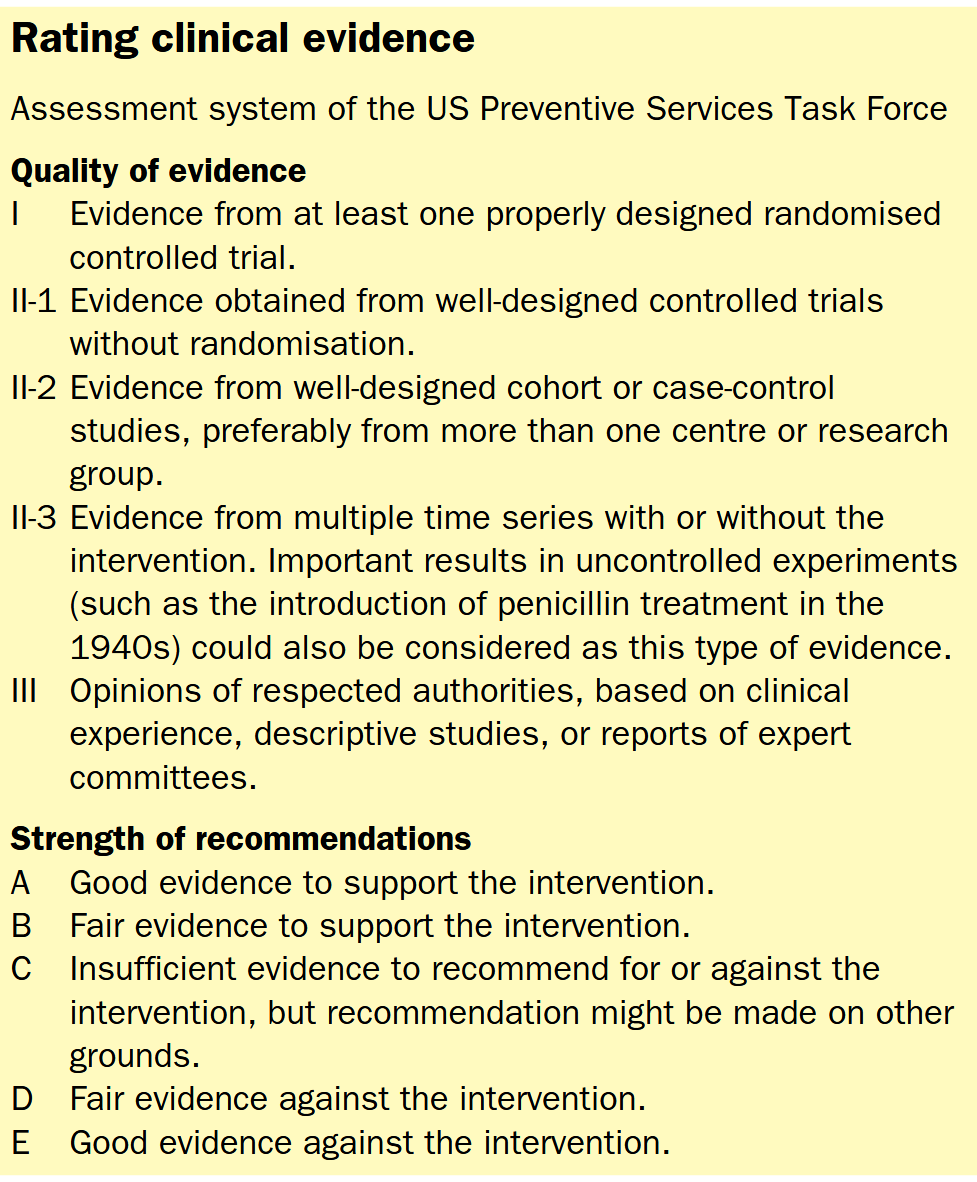 Rating clinical evidence
Assessment system of the US Preventive Services Task Force
Quality of evidence
I Evidence from at least one properly designed randomised
controlled trial.
II-1 Evidence obtained from well-designed controlled trials
without randomisation.
II-2 Evidence from well-designed cohort or case-control
studies, preferably from more than one centre or research
group.
II-3 Evidence from multiple time series with or without the
intervention. Important results in uncontrolled experiments
(such as the introduction of penicillin treatment in the
1940s) could also be considered as this type of evidence.
III Opinions of respected authorities, based on clinical
experience, descriptive studies, or reports of expert
committees.
Strength of recommendations
A Good evidence to support the intervention.
B Fair evidence to support the intervention.
C Insufficient evidence to recommend for or against the
intervention, but recommendation might be made on other
grounds.
D Fair evidence against the intervention.
E Good evidence against the intervention.